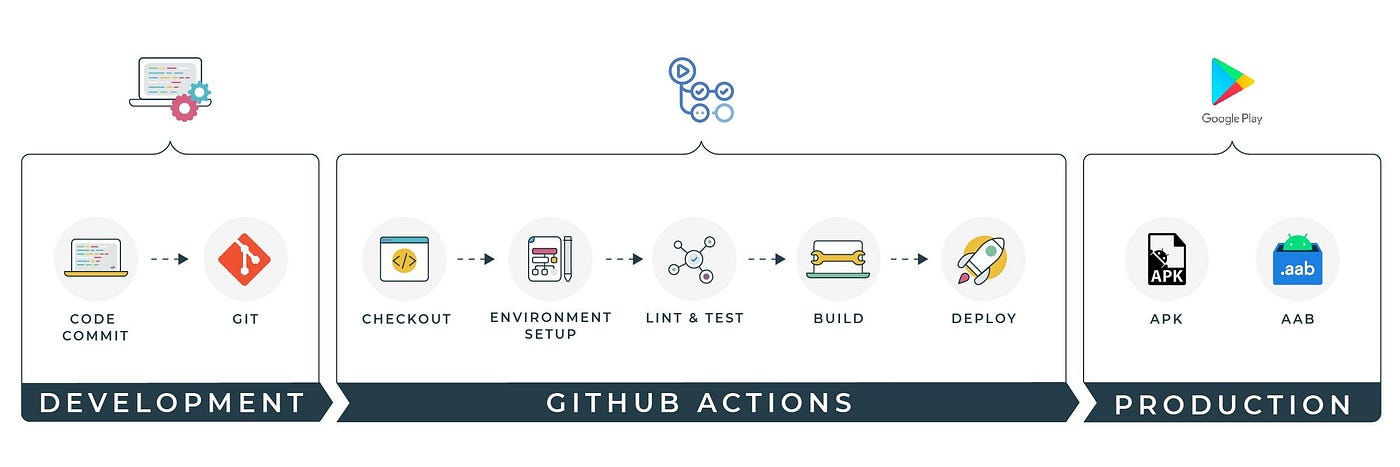 Google Play
CODE
COMMIT
GIT
CHECKOUT
ENVIRONMENT
SETUP
LINT & TEST
BUILD
DEPLOY
APK
APK
.aab
AAB
DEVELOPMENT
GITHUB ACTIONS
PRODUCTION